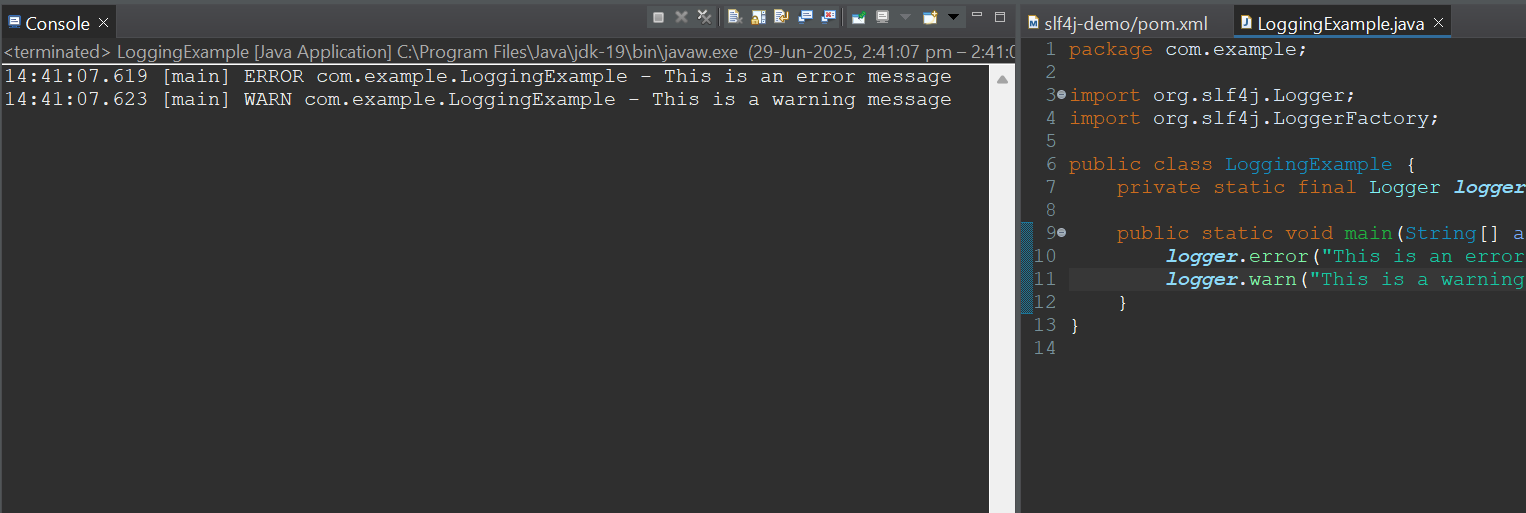 Console
<terminated> LoggingExample [Java Application] C:\Program Files\Java\jdk-19\bin\javaw.exe (29-Jun-2025, 2:41:07 pm – 2:41:0
14:41:07.619 [main] ERROR com.example.LoggingExample - This is an error message
14:41:07.623 [main] WARN com.example.LoggingExample - This is a warning message
slf4j-demo/pom.xml
LoggingExample.java
1 package com.example;
2
3 import org.slf4j.Logger;
4 import org.slf4j.LoggerFactory;
5
6 public class LoggingExample {
7 private static final Logger logger
8
9 public static void main(String[] a
10 logger.error("This is an error
11 logger.warn("This is a warning
12 }
13 }
14